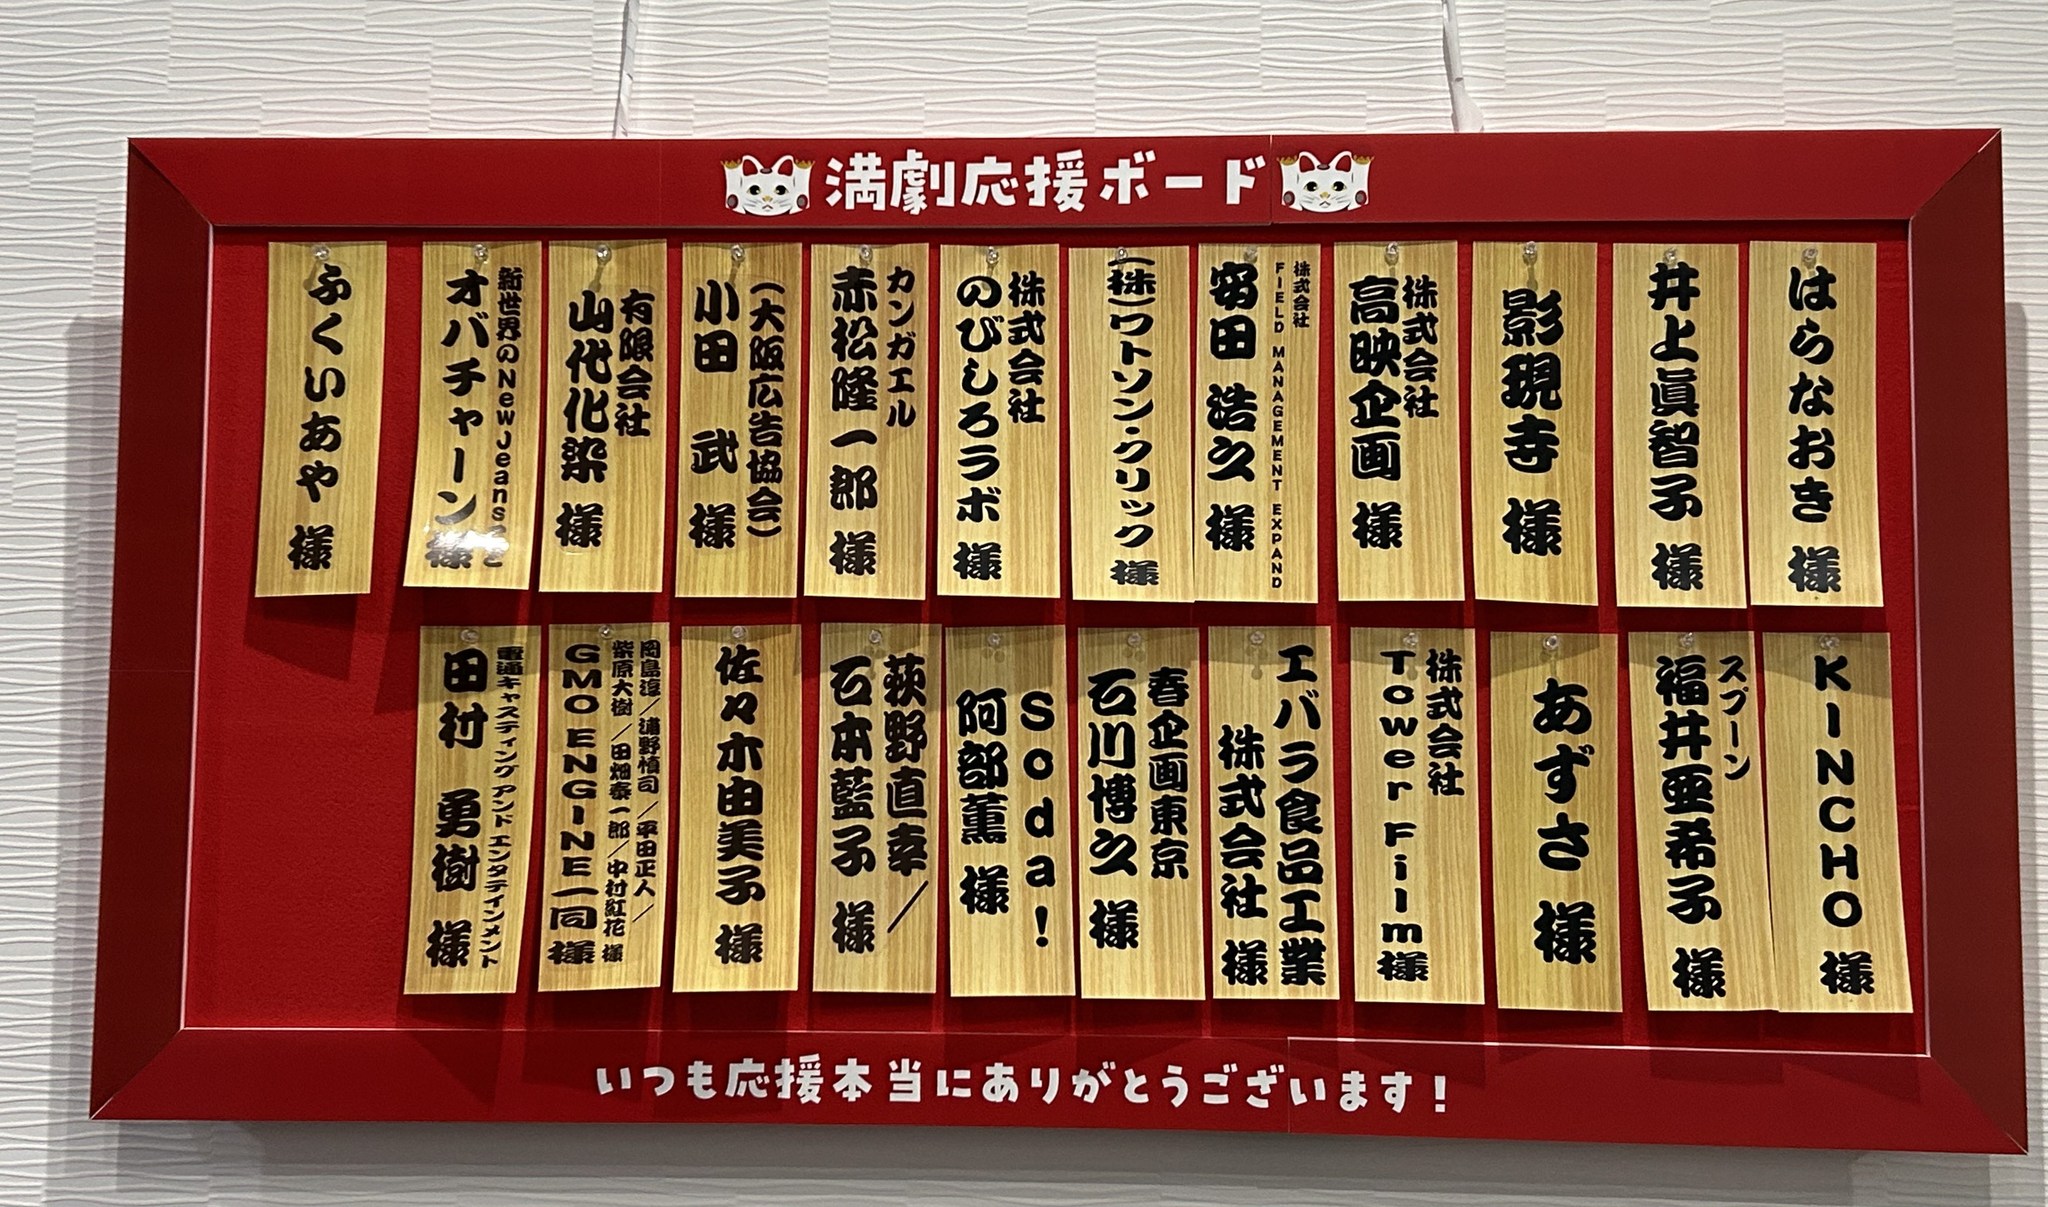 満劇応援ボード
はらなおき 様
井上眞智子 様
影現寺 様
株式会社
高映企画 様
株式会社
FIELD MANAGEMENT EXPAND
窈田 浩之 様
(株)ワトソン・クリック 様
株式会社
のびしろラボ 様
カンガエル
赤松隆一郎 様
(大阪広告協会)
小田 武 様
有限会社
山代化染 様
新世界のNewJeansこと
オバチャーン 様
ふくいあや 様
KINCHO 様
スプーン
福井亜希子 様
あずさ 様
株式会社
Tower Film 様
エバラ食品工業
株式会社 様
春企画東京
石川博之 様
Soda!
阿部薫 様
萩野直幸/
石本藍子 様
佐々木由美子 様
岡島淳/浦野慎司/平田正人/
柴原大樹/田畑泰一郎/中村紅花 様
GMO ENGINE一同 様
電通キャスティング アンド エンタテインメント
田村 勇樹 様
いつも応援本当にありがとうございます!